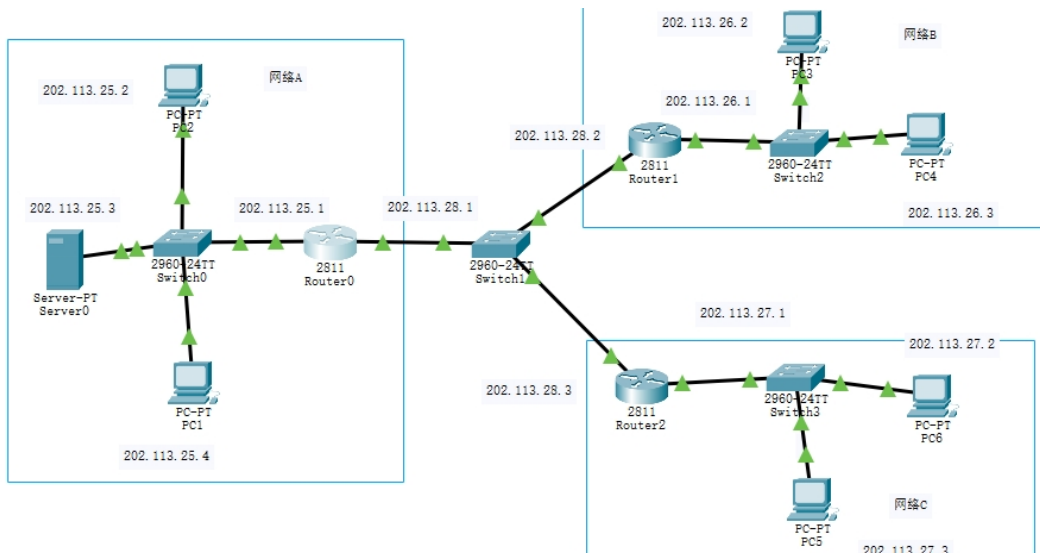 202.113.25.2
网络A
PC-PT
PC2
202.113.25.3
202.113.25.1
202.113.28.1
Server-PT
Server0
2960-24TT
Switch0
2811
Router0
2960-24TT
Switch1
PC-PT
PC1
202.113.25.4
202.113.26.2
网络B
PC-PT
PC3
202.113.26.1
202.113.28.2
2811
Router1
2960-24TT
Switch2
PC-PT
PC4
202.113.26.3
202.113.27.1
202.113.27.2
202.113.28.3
2811
Router2
2960-24TT
Switch3
PC-PT
PC6
网络C
PC-PT
PC5
202.113.27.3